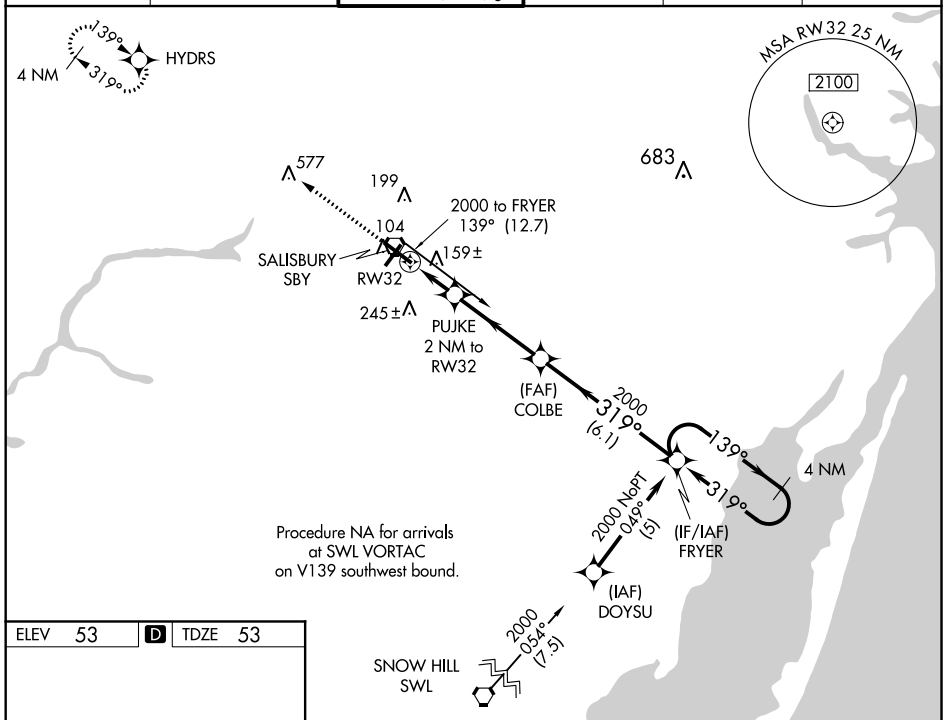 139°
HYDRS
4 NM
319°
MSA RW32 25 NM
2100
577
199
683
2000 to FRYER
139° (12.7)
104
159±
SALISBURY
SBY
RW32
245±
PUJKE
2 NM to
RW32
(FAF)
COLBE
2000
319°
(6.1)
139°
4 NM
319°
2000 NoPT
049°
(5)
(IF/IAF)
FRYER
Procedure NA for arrivals
at SWL VORTAC
on V139 southwest bound.
(IAF)
DOYSU
ELEV 53 D TDZE 53
2000
054°
(7.5)
SNOW HILL
SWL